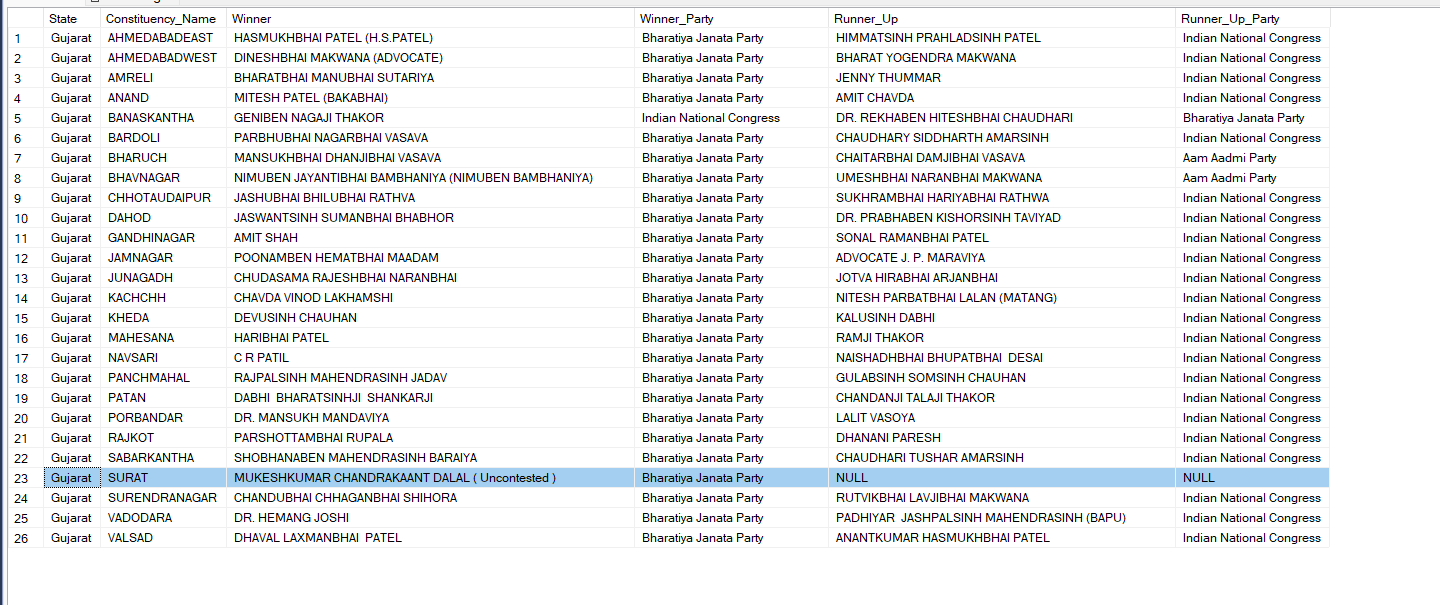 State Constituency_Name Winner Winner_Party Runner_Up Runner_Up_Party
1 Gujarat AHMEDABADEAST HASMUKHBHAI PATEL (H.S.PATEL) Bharatiya Janata Party HIMMATSINH PRAHLADSINH PATEL Indian National Congress
2 Gujarat AHMEDABADWEST DINESHBHAI MAKWANA (ADVOCATE) Bharatiya Janata Party BHARAT YOGENDRA MAKWANA Indian National Congress
3 Gujarat AMRELI BHARATBHAI MANUBHAI SUTARIYA Bharatiya Janata Party JENNY THUMMAR Indian National Congress
4 Gujarat ANAND MITESH PATEL (BAKABHAI) Bharatiya Janata Party AMIT CHAVDA Indian National Congress
5 Gujarat BANASKANTHA GENIBEN NAGAJI THAKOR Indian National Congress DR. REKHABEN HITESHBHAI CHAUDHARI Bharatiya Janata Party
6 Gujarat BARDOLI PARBHUBHAI NAGARBHAI VASAVA Bharatiya Janata Party CHAUDHARY SIDDHARTH AMARSINH Indian National Congress
7 Gujarat BHARUCH MANSUKHBHAI DHANJIBHAI VASAVA Bharatiya Janata Party CHAITARBHAI DAMJIBHAI VASAVA Aam Aadmi Party
8 Gujarat BHAVNAGAR NIMUBEN JAYANTIBHAI BAMBHANIYA (NIMUBEN BAMBHANIYA) Bharatiya Janata Party UMESHBHAI NARANBHAI MAKWANA Aam Aadmi Party
9 Gujarat CHHOTAUDAIPUR JASHUBHAI BHILUBHAI RATHVA Bharatiya Janata Party SUKHRAMBHAI HARIYABHAI RATHWA Indian National Congress
10 Gujarat DAHOD JASWANTSINH SUMANBHAI BHABHOR Bharatiya Janata Party DR. PRABHABEN KISHORSINH TAVIYAD Indian National Congress
11 Gujarat GANDHINAGAR AMIT SHAH Bharatiya Janata Party SONAL RAMANBHAI PATEL Indian National Congress
12 Gujarat JAMNAGAR POONAMBEN HEMATBHAI MAADAM Bharatiya Janata Party ADVOCATE J. P. MARAVIYA Indian National Congress
13 Gujarat JUNAGADH CHUDASAMA RAJESHBHAI NARANBHAI Bharatiya Janata Party JOTVA HIRABHAI ARJANBHAI Indian National Congress
14 Gujarat KACHCHH CHAVDA VINOD LAKHAMSHI Bharatiya Janata Party NITESH PARBATBHAI LALAN (MATANG) Indian National Congress
15 Gujarat KHEDA DEVUSINH CHAUHAN Bharatiya Janata Party KALUSINH DABHI Indian National Congress
16 Gujarat MAHESANA HARIBHAI PATEL Bharatiya Janata Party RAMJI THAKOR Indian National Congress
17 Gujarat NAVSARI C R PATIL Bharatiya Janata Party NAISHADHBHAI BHUPATBHAI DESAI Indian National Congress
18 Gujarat PANCHMAHAL RAJPALSINH MAHENDRASINH JADAV Bharatiya Janata Party GULABSINH SOMSINH CHAUHAN Indian National Congress
19 Gujarat PATAN DABHI BHARATSINHJI SHANKARJI Bharatiya Janata Party CHANDANJI TALAJI THAKOR Indian National Congress
20 Gujarat PORBANDAR DR. MANSUKH MANDAVIYA Bharatiya Janata Party LALIT VASOYA Indian National Congress
21 Gujarat RAJKOT PARSHOTTAMBHAI RUPALA Bharatiya Janata Party DHANANI PARESH Indian National Congress
22 Gujarat SABARKANTHA SHOBHANABEN MAHENDRASINH BARAIYA Bharatiya Janata Party CHAUDHARI TUSHAR AMARSINH Indian National Congress
23 Gujarat SURAT MUKESHKUMAR CHANDRAKAANT DALAL ( Uncontested ) Bharatiya Janata Party NULL NULL
24 Gujarat SURENDRANAGAR CHANDUBHAI CHHAGANBHAI SHIHORA Bharatiya Janata Party RUTVIKBHAI LAVJIBHAI MAKWANA Indian National Congress
25 Gujarat VADODARA DR. HEMANG JOSHI Bharatiya Janata Party PADHIYAR JASHPALSINH MAHENDRASINH (BAPU) Indian National Congress
26 Gujarat VALSAD DHAVAL LAXMANBHAI PATEL Bharatiya Janata Party ANANTKUMAR HASMUKHBHAI PATEL Indian National Congress